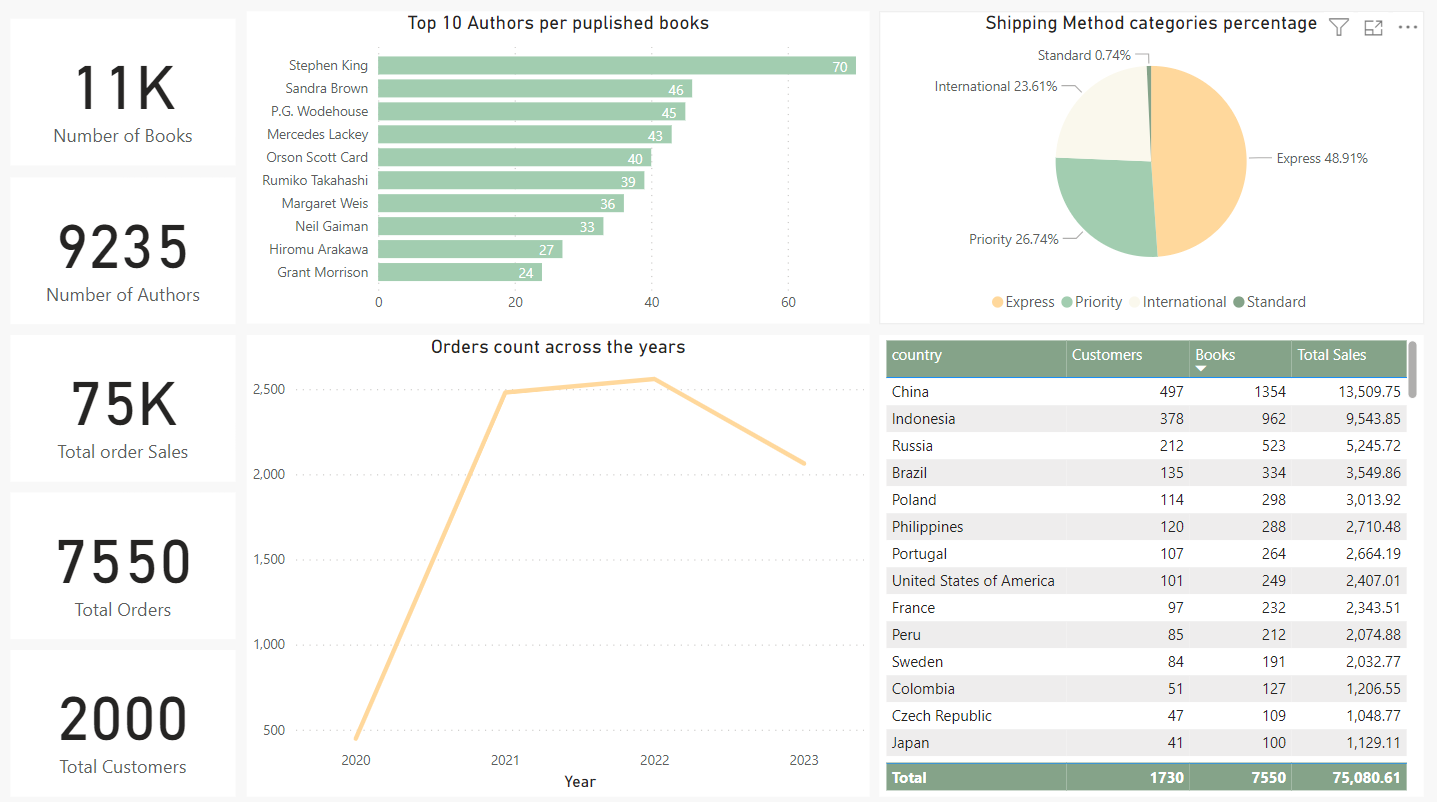 11K
Number of Books
9235
Number of Authors
75K
Total order Sales
7550
Total Orders
2000
Total Customers
Top 10 Authors per puplished books
Stephen King 70
Sandra Brown 46
P.G. Wodehouse 45
Mercedes Lackey 43
Orson Scott Card 40
Rumiko Takahashi 39
Margaret Weis 36
Neil Gaiman 33
Hiromu Arakawa 27
Grant Morrison 24
0 20 40 60
Shipping Method categories percentage
Standard 0.74%
International 23.61%
Express 48.91%
Priority 26.74%
Express Priority International Standard
Orders count across the years
2,500
2,000
1,500
1,000
500
2020 2021 2022 2023
Year
country Customers Books Total Sales
China 497 1354 13,509.75
Indonesia 378 962 9,543.85
Russia 212 523 5,245.72
Brazil 135 334 3,549.86
Poland 114 298 3,013.92
Philippines 120 288 2,710.48
Portugal 107 264 2,664.19
United States of America 101 249 2,407.01
France 97 232 2,343.51
Peru 85 212 2,074.88
Sweden 84 191 2,032.77
Colombia 51 127 1,206.55
Czech Republic 47 109 1,048.77
Japan 41 100 1,129.11
Total 1730 7550 75,080.61